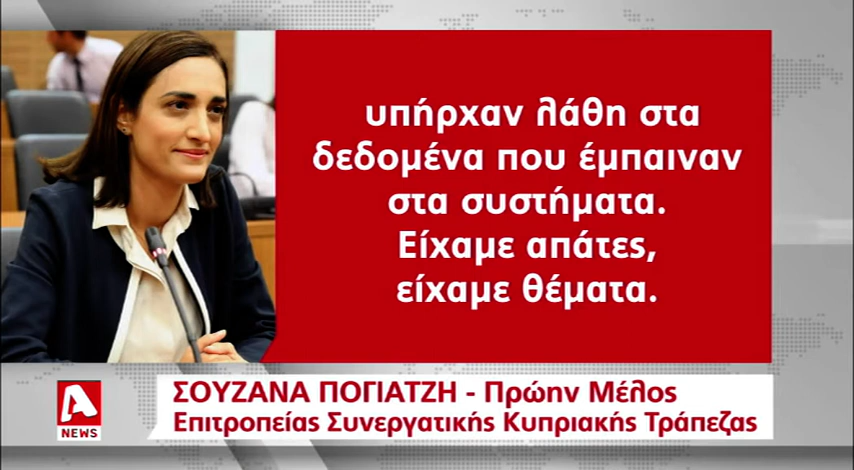 υπήρχαν λάθη στα
δεδομένα που έμπαιναν
στα συστήματα.
Είχαμε απάτες,
είχαμε θέματα.
ΣΟΥΖΑΝΑ ΠΟΓΙΑΤΖΗ - Πρώην Μέλος
Επιτροπείας Συνεργατικής Κυπριακής Τράπεζας
A
NEWS